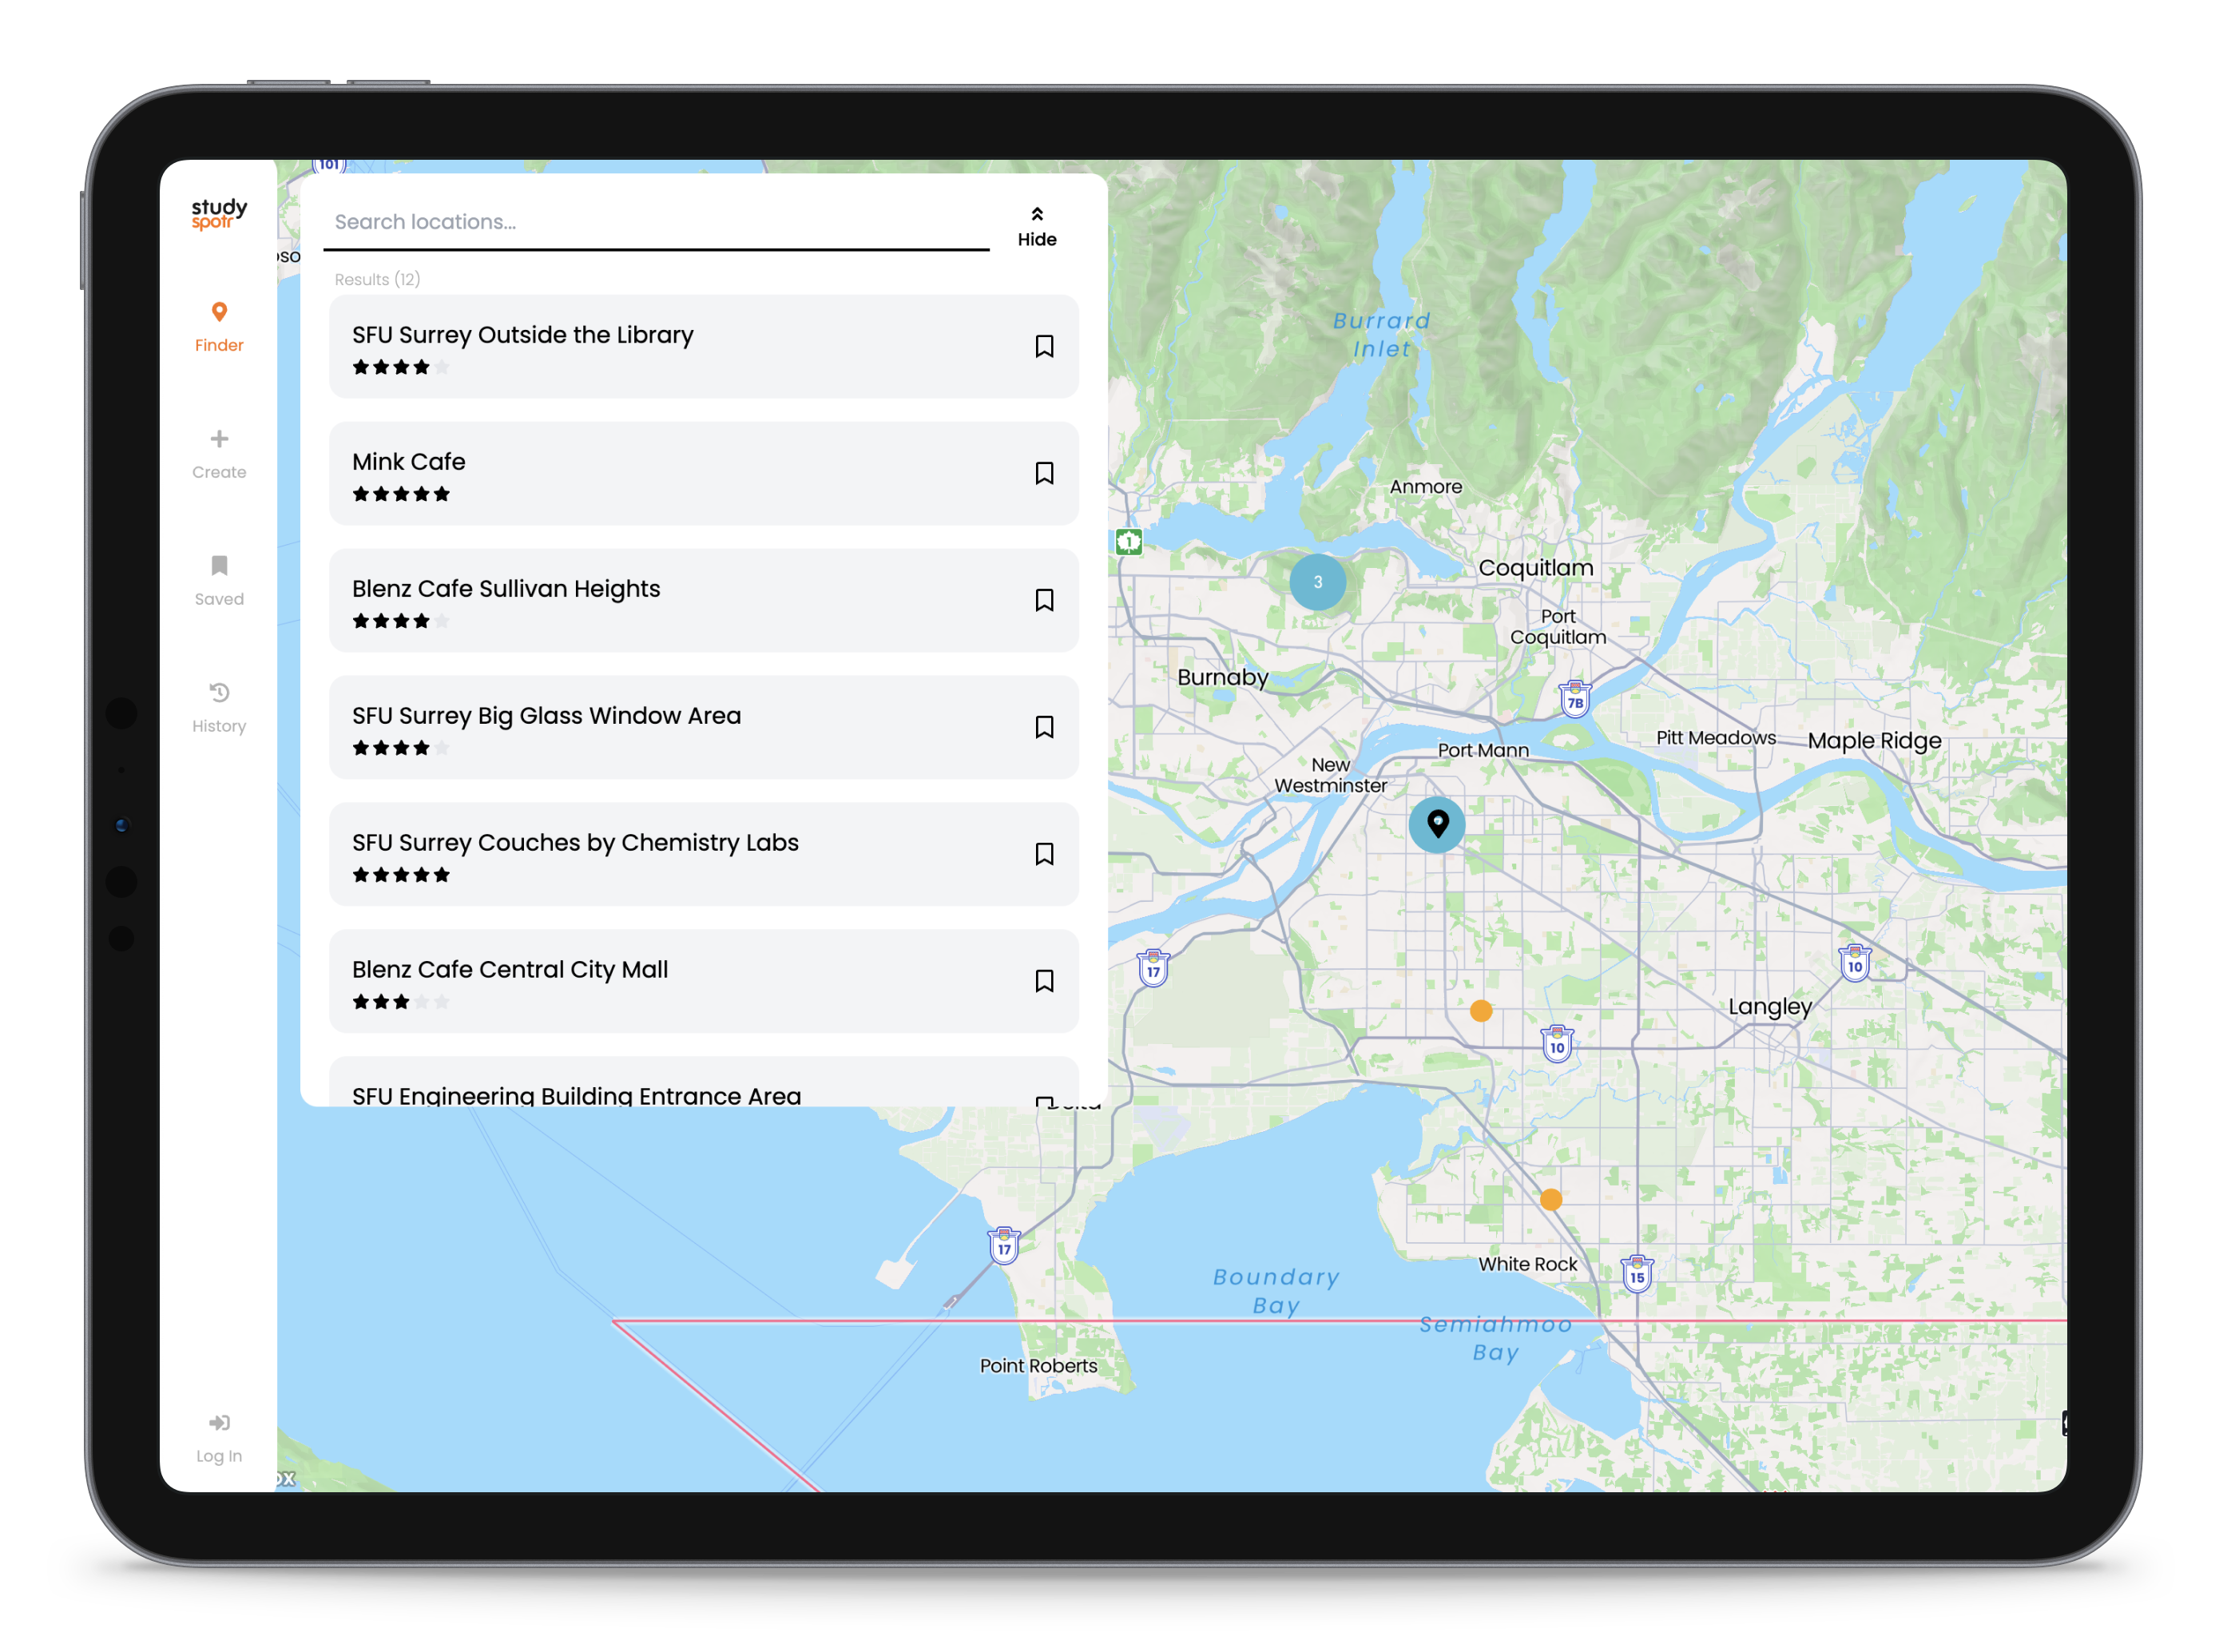 study
spotr
Finder
Create
Saved
History
Log In
Search locations...
Hide
Results (12)
SFU Surrey Outside the Library
Mink Cafe
Blenz Cafe Sullivan Heights
SFU Surrey Big Glass Window Area
SFU Surrey Couches by Chemistry Labs
Blenz Cafe Central City Mall
SFU Engineering Building Entrance Area
101
Burrard
Inlet
Anmore
1
3
Coquitlam
Port
Coquitlam
Burnaby
7B
Port Mann
Pitt Meadows
Maple Ridge
New
Westminster
17
10
Langley
10
17
White Rock
15
Boundary
Bay
Semiahmoo
Bay
Point Roberts